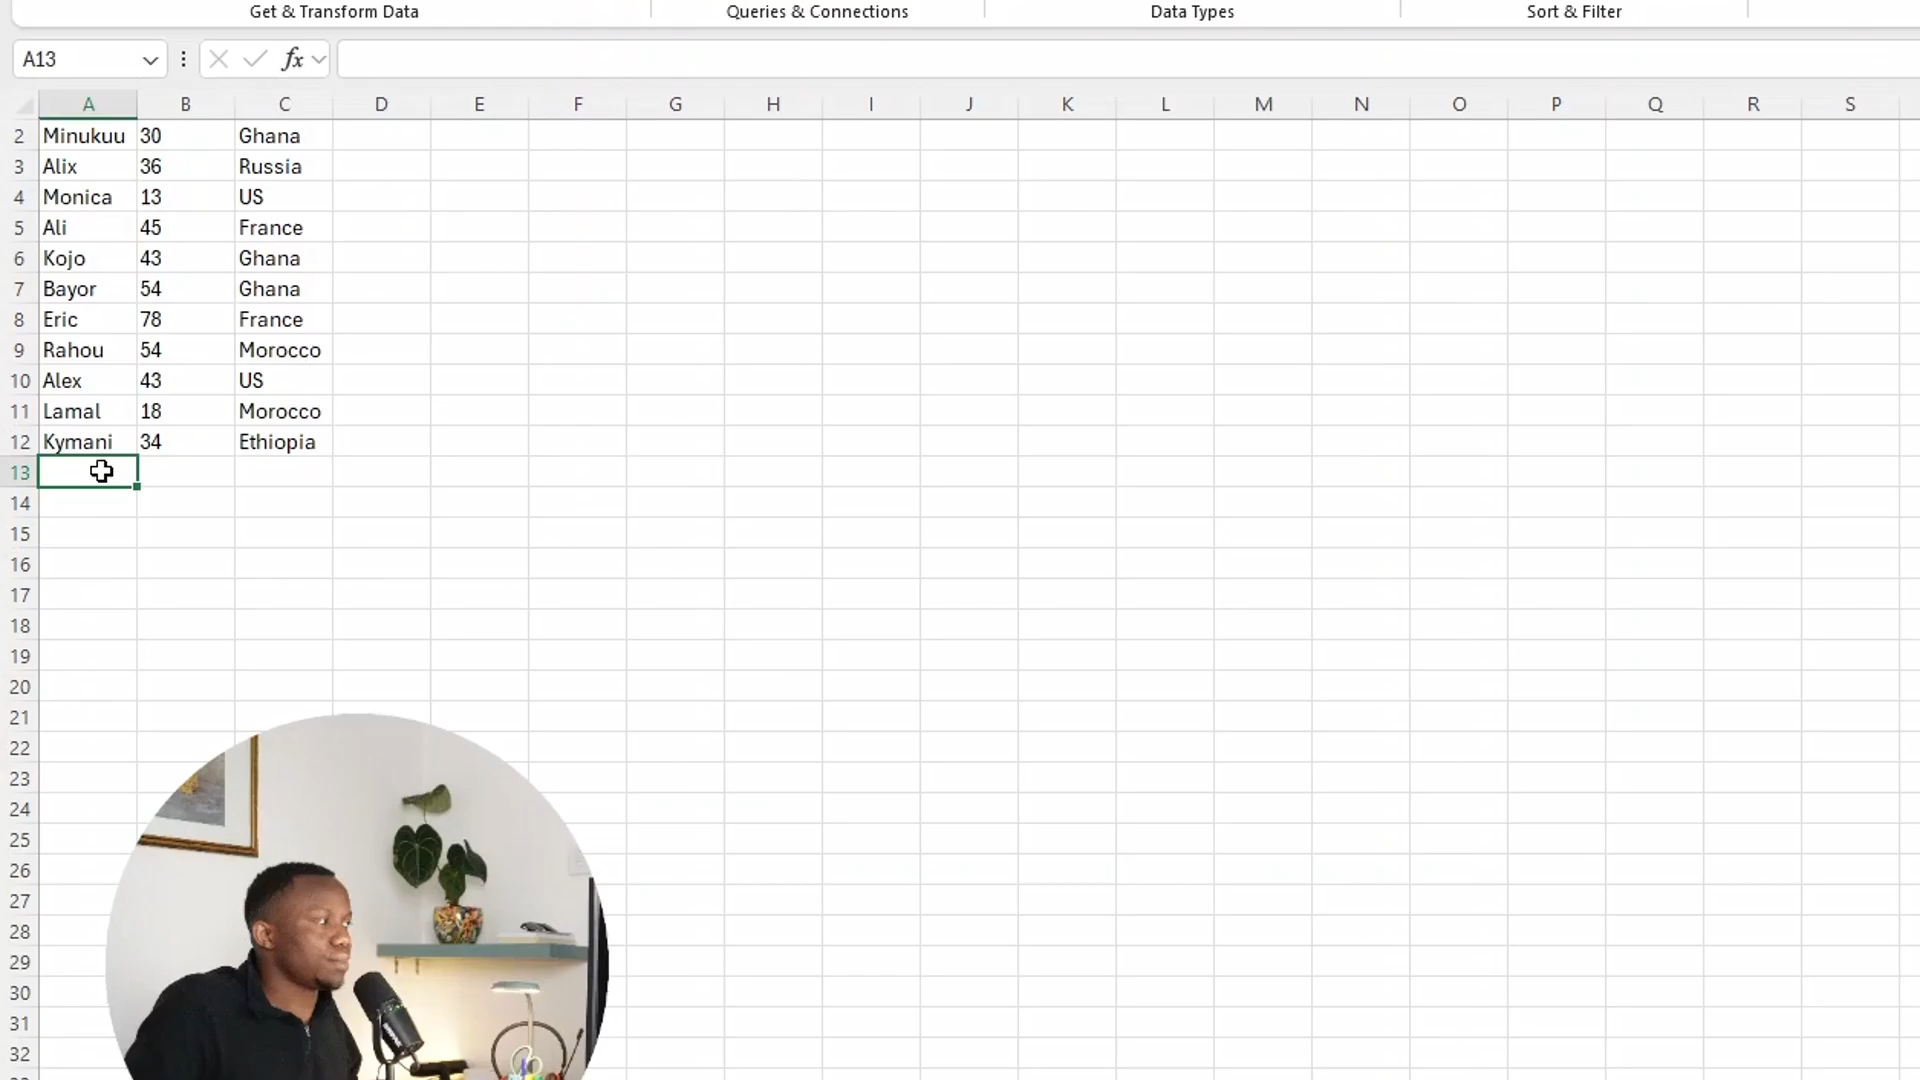 Get & Transform Data Queries & Connections Data Types Sort & Filter
A13 fx
A B C D E F G H I J K L M N O P Q R S
2 Minukuu 30 Ghana
3 Alix 36 Russia
4 Monica 13 US
5 Ali 45 France
6 Kojo 43 Ghana
7 Bayor 54 Ghana
8 Eric 78 France
9 Rahou 54 Morocco
10 Alex 43 US
11 Lamal 18 Morocco
12 Kymani 34 Ethiopia
13
14
15
16
17
18
19
20
21
22
23
24
25
26
27
28
29
30
31
32